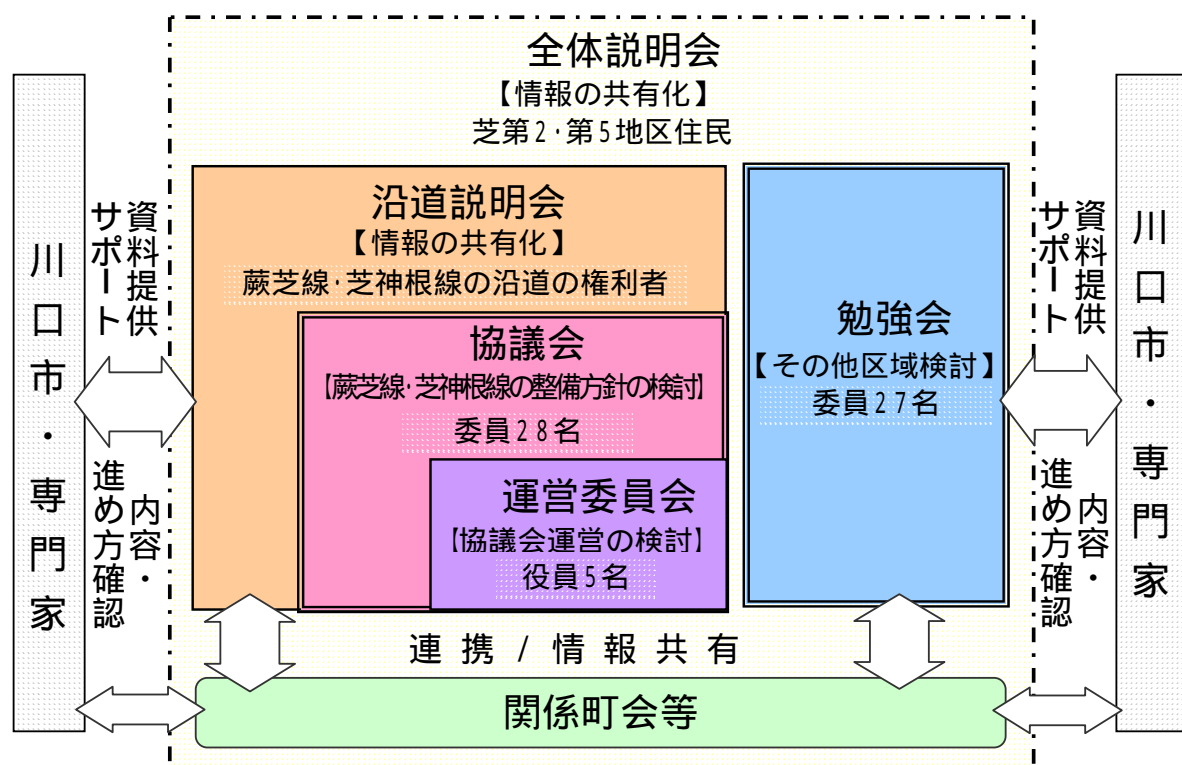 全体説明会
【情報の共有化】
芝第2・第5地区住民
沿道説明会
【情報の共有化】
蕨芝線・芝神根線の沿道の権利者
協議会
【蕨芝線・芝神根線の整備方針の検討】
委員28名
運営委員会
【協議会運営の検討】
役員5名
勉強会
【その他区域検討】
委員27名
川口市・専門家
資料提供
サポート
内容・
進め方確認
資料提供
サポート
内容・
進め方確認
川口市・専門家
連携/情報共有
関係町会等